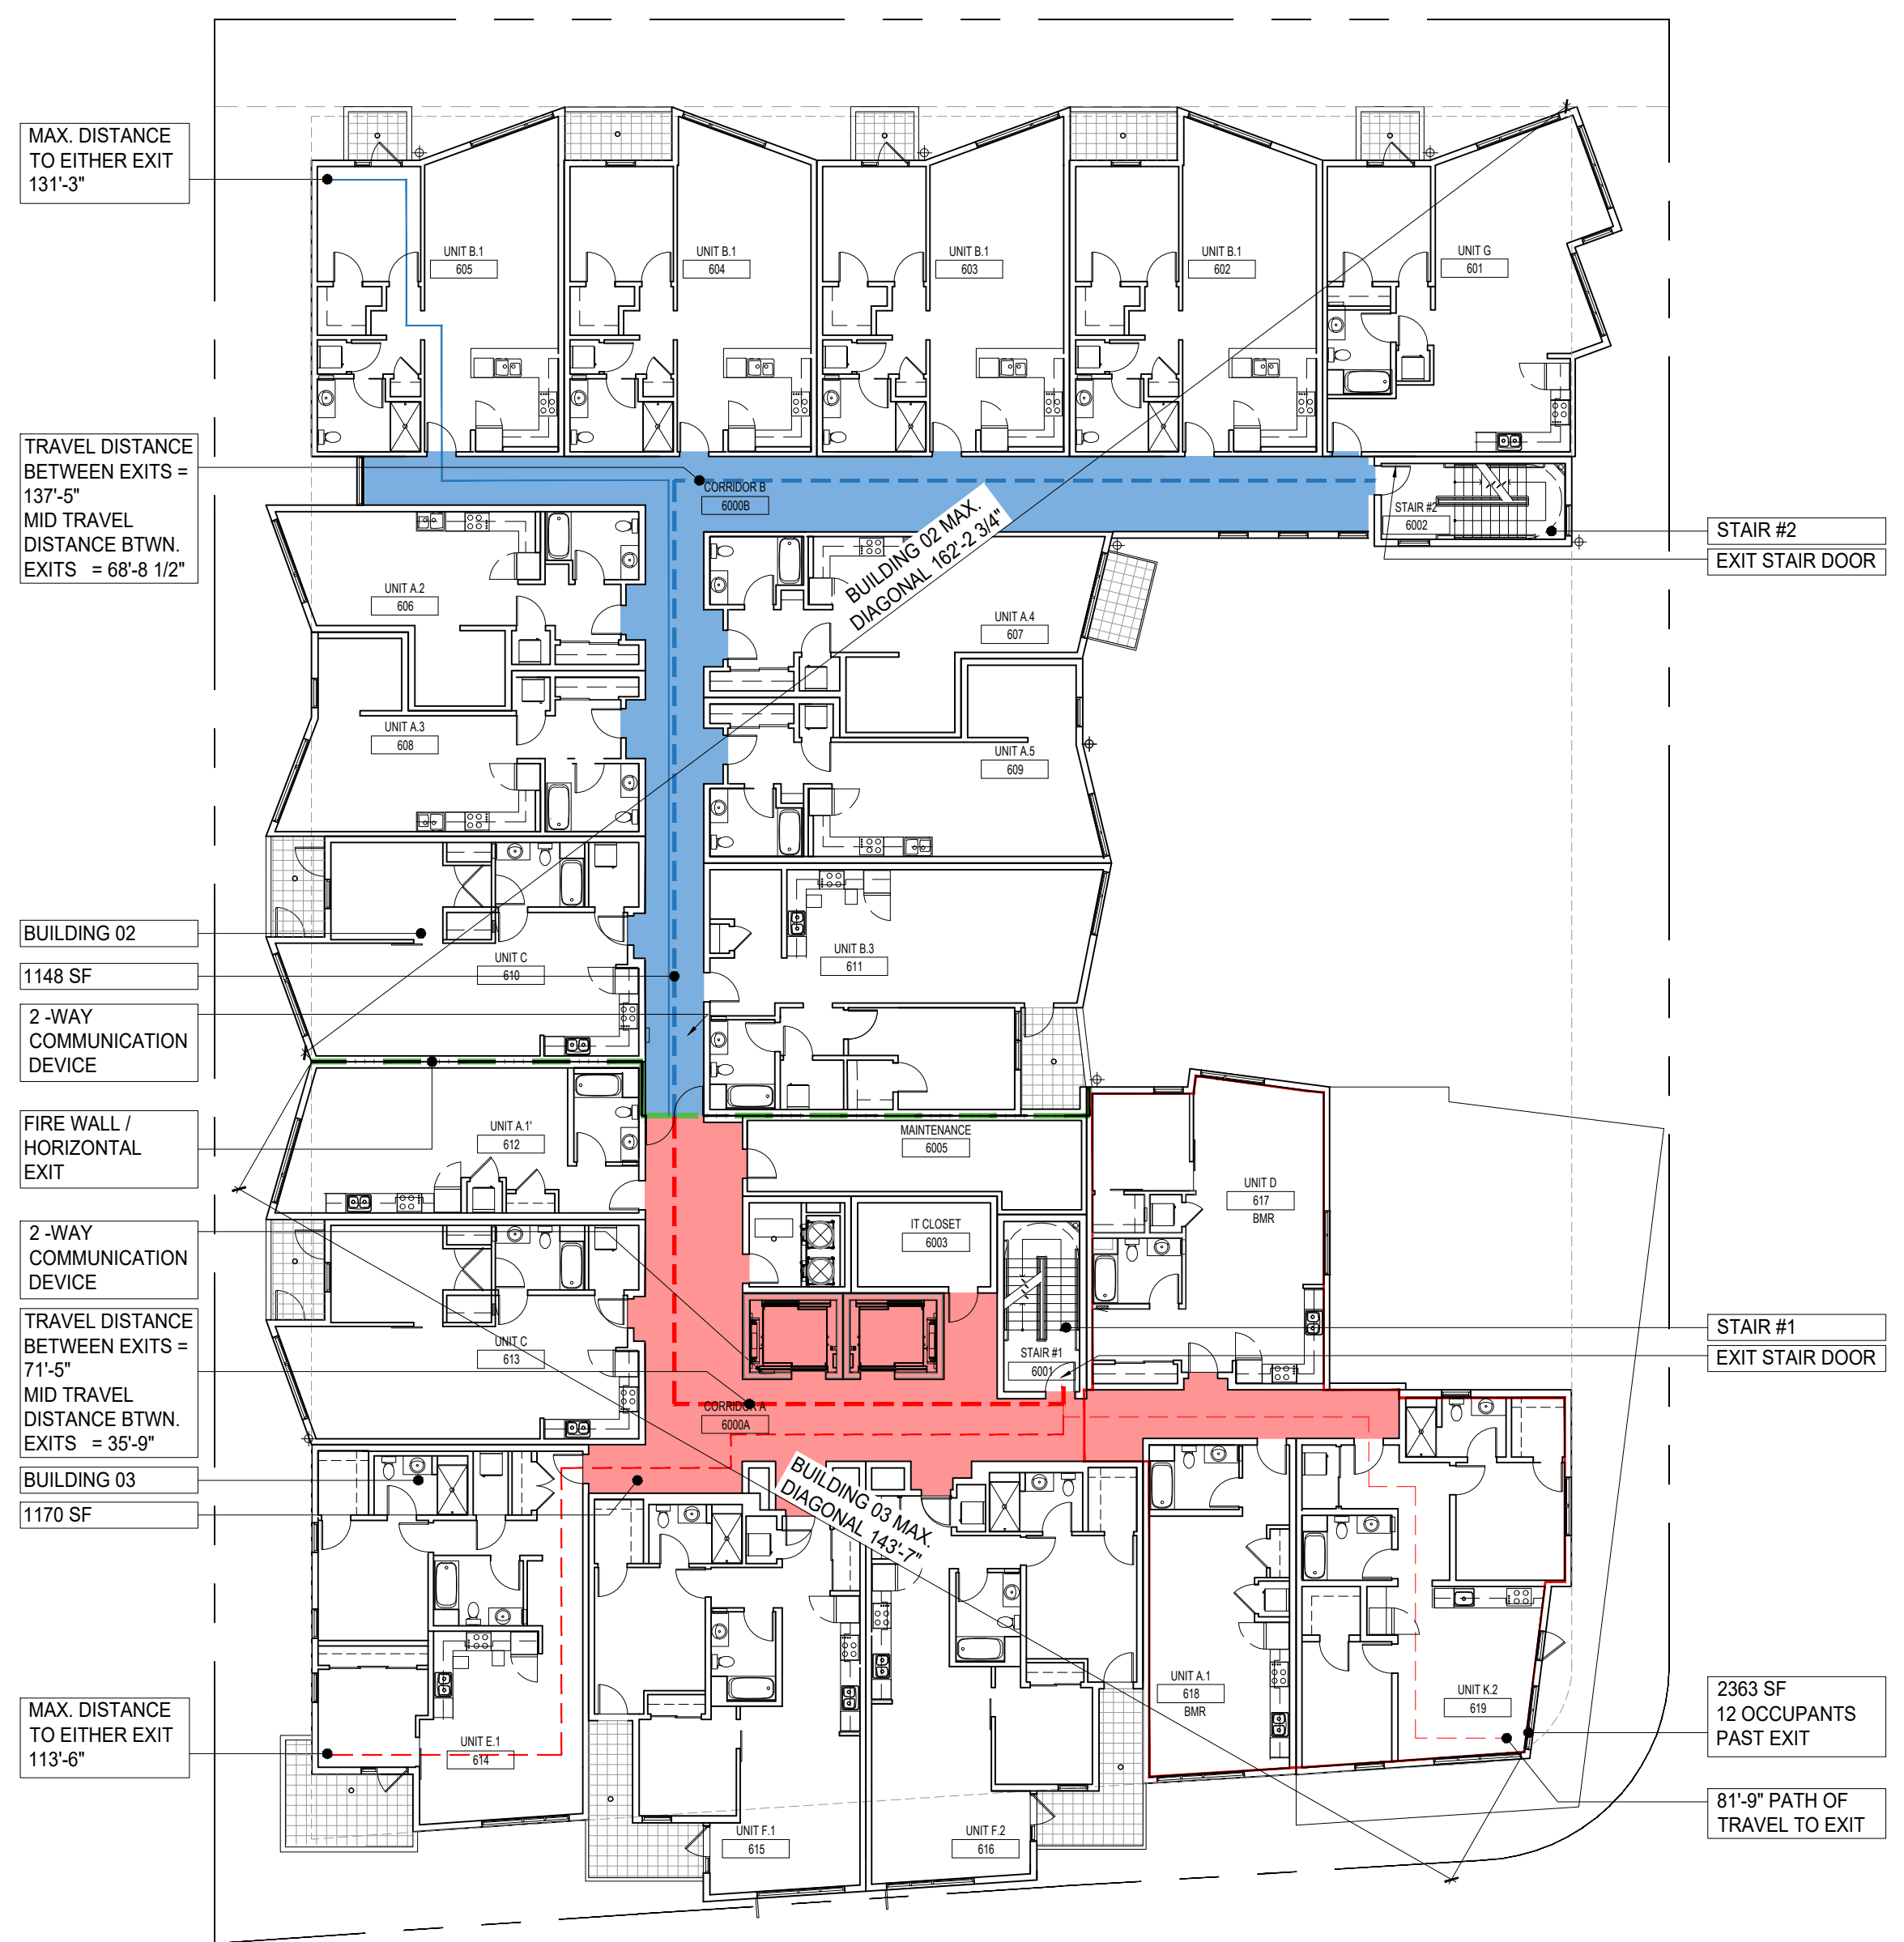 MAX. DISTANCE
TO EITHER EXIT
131'-3"
UNIT B.1
605
UNIT B.1
604
UNIT B.1
603
UNIT B.1
602
UNIT G
601
TRAVEL DISTANCE
BETWEEN EXITS =
137'-5"
MID TRAVEL
DISTANCE BTWN.
EXITS = 68'-8 1/2"
CORRIDOR B
6000B
STAIR #2
6002
STAIR #2
EXIT STAIR DOOR
BUILDING 02 MAX.
DIAGONAL 162'-2 3/4"
UNIT A.2
606
UNIT A.4
607
UNIT A.3
608
UNIT A.5
609
BUILDING 02
1148 SF
2 -WAY
COMMUNICATION
DEVICE
UNIT C
610
UNIT B.3
611
FIRE WALL /
HORIZONTAL
EXIT
UNIT A.1'
612
MAINTENANCE
6005
UNIT D
617
BMR
IT CLOSET
6003
2 -WAY
COMMUNICATION
DEVICE
TRAVEL DISTANCE
BETWEEN EXITS =
71'-5"
MID TRAVEL
DISTANCE BTWN.
EXITS = 35'-9"
UNIT C
613
STAIR #1
6001
STAIR #1
EXIT STAIR DOOR
CORRIDOR A
6000A
BUILDING 03
1170 SF
BUILDING 03 MAX.
DIAGONAL 143'-7"
MAX. DISTANCE
TO EITHER EXIT
113'-6"
UNIT E.1
614
UNIT F.1
615
UNIT F.2
616
UNIT A.1
618
BMR
UNIT K.2
619
2363 SF
12 OCCUPANTS
PAST EXIT
81'-9" PATH OF
TRAVEL TO EXIT